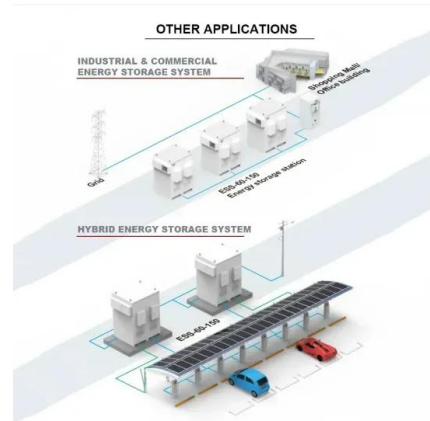 OTHER APPLICATIONS
INDUSTRIAL & COMMERCIAL
ENERGY STORAGE SYSTEM
Shopping Mall/
Office building
Grid
ESS-60-150
Energy storage station
HYBRID ENERGY STORAGE SYSTEM
ESS-60-150